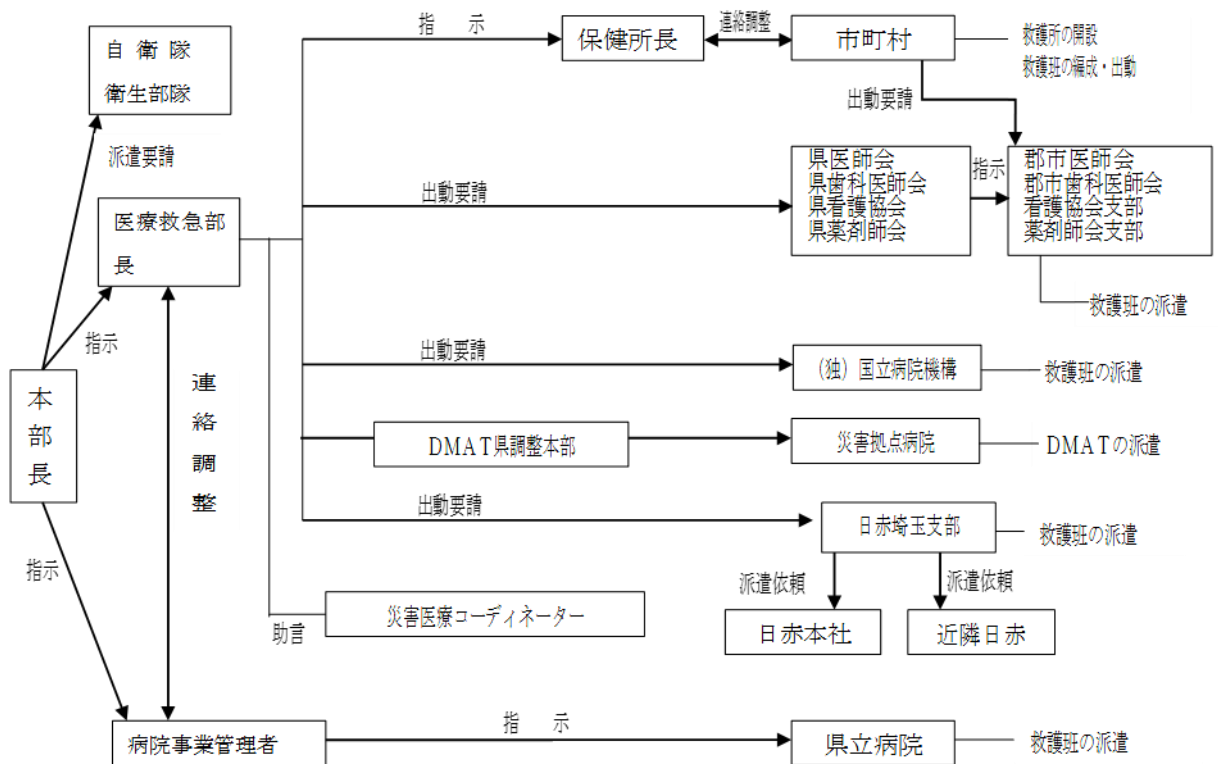 自衛隊
衛生部隊
派遣要請
医療救急部
長
指示
本部長
連絡調整
指示
病院事業管理者
指　示
保健所長
連絡調整
市町村
救護所の開設
救護班の編成・出動
出動要請
出動要請
県医師会
県歯科医師会
県看護協会
県薬剤師会
指示
郡市医師会
郡市歯科医師会
看護協会支部
薬剤師会支部
救護班の派遣
出動要請
（独）国立病院機構
救護班の派遣
DMAT県調整本部
災害拠点病院
DMATの派遣
出動要請
日赤埼玉支部
救護班の派遣
派遣依頼
派遣依頼
日赤本社
近隣日赤
助言
災害医療コーディネーター
指　示
県立病院
救護班の派遣